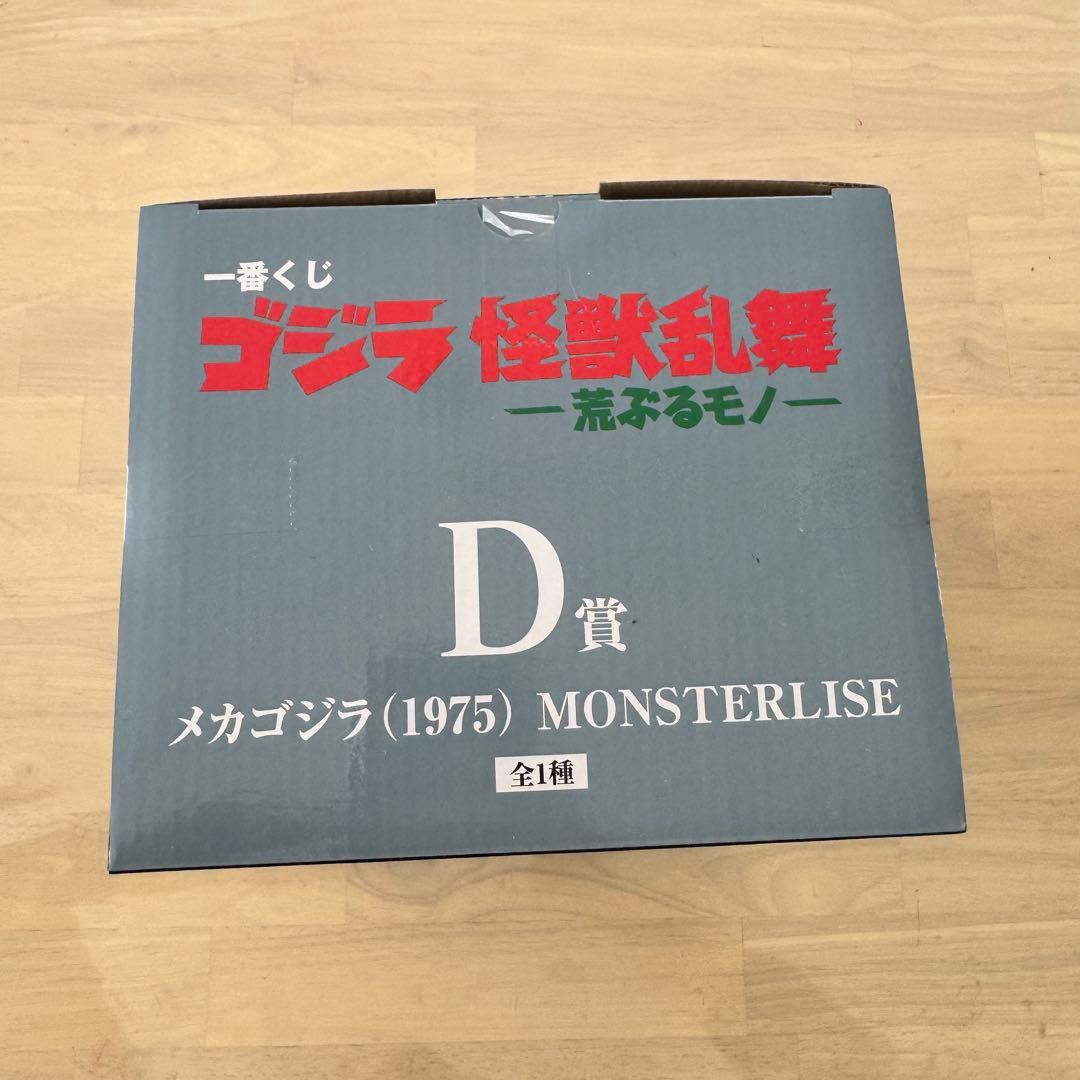 一番くじ
ゴジラ 怪獣乱舞
―荒ぶるモノ―
D賞
メカゴジラ(1975) MONSTERLISE
全1種